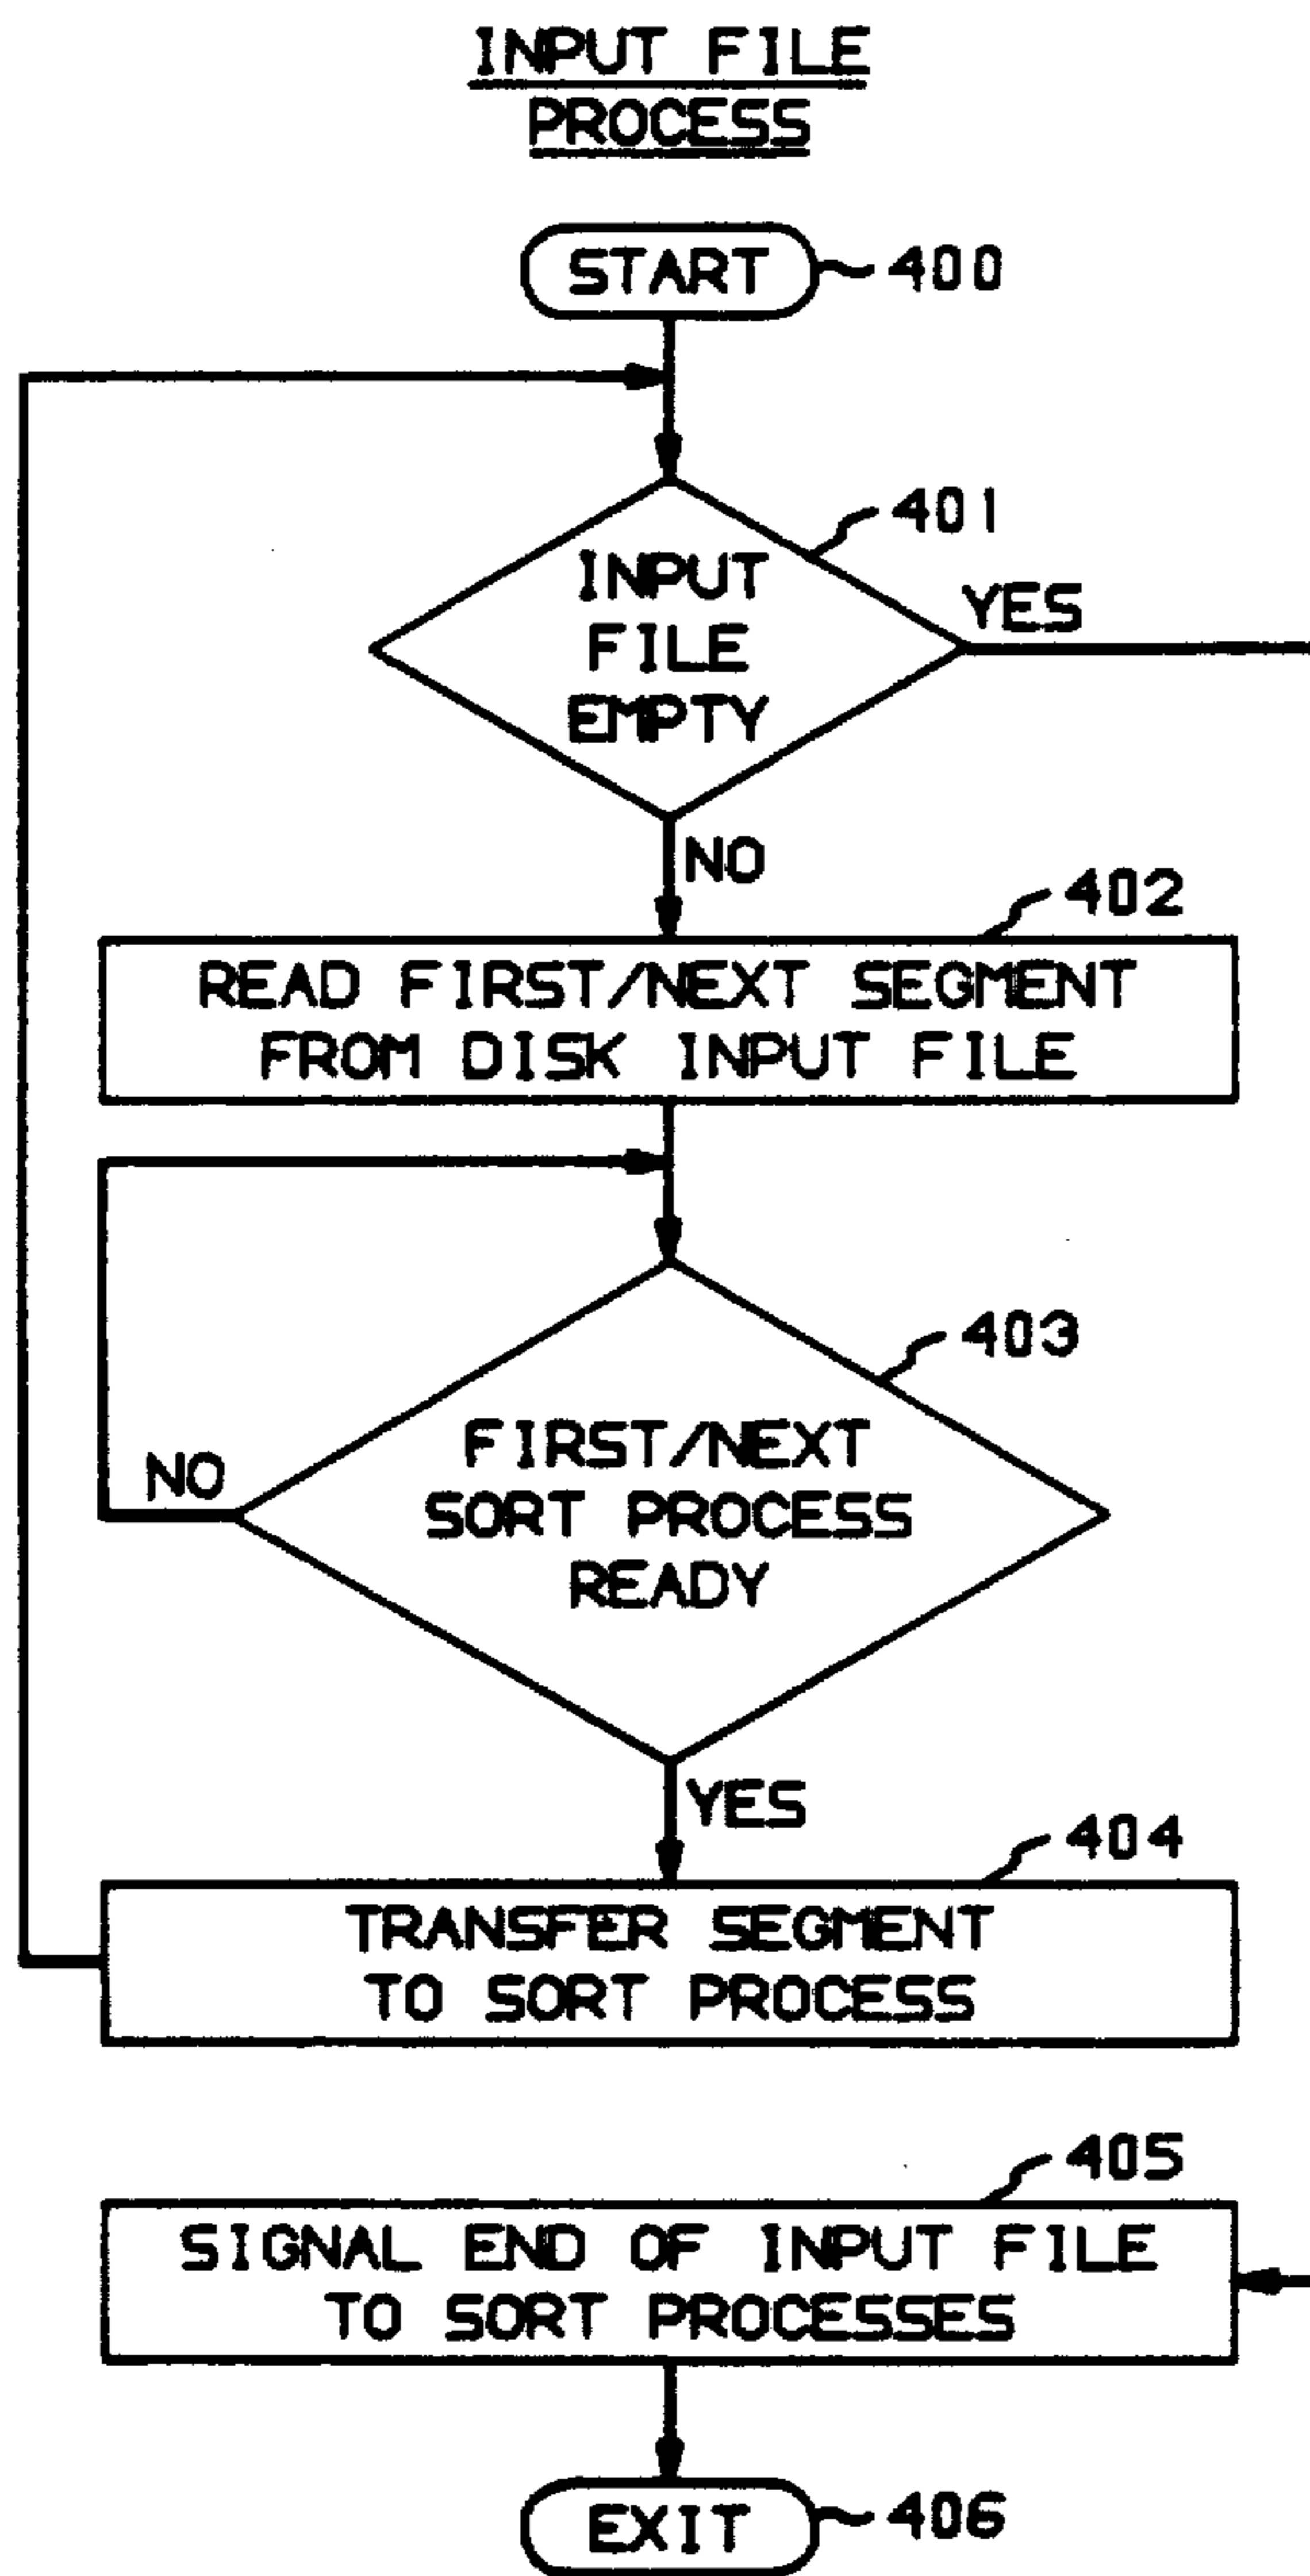 INPUT FILE
PROCESS
START
400
401
INPUT
FILE
EMPTY
YES
NO
402
READ FIRST/NEXT SEGMENT
FROM DISK INPUT FILE
403
FIRST/NEXT
SORT PROCESS
READY
NO
YES
404
TRANSFER SEGMENT
TO SORT PROCESS
405
SIGNAL END OF INPUT FILE
TO SORT PROCESSES
EXIT
406